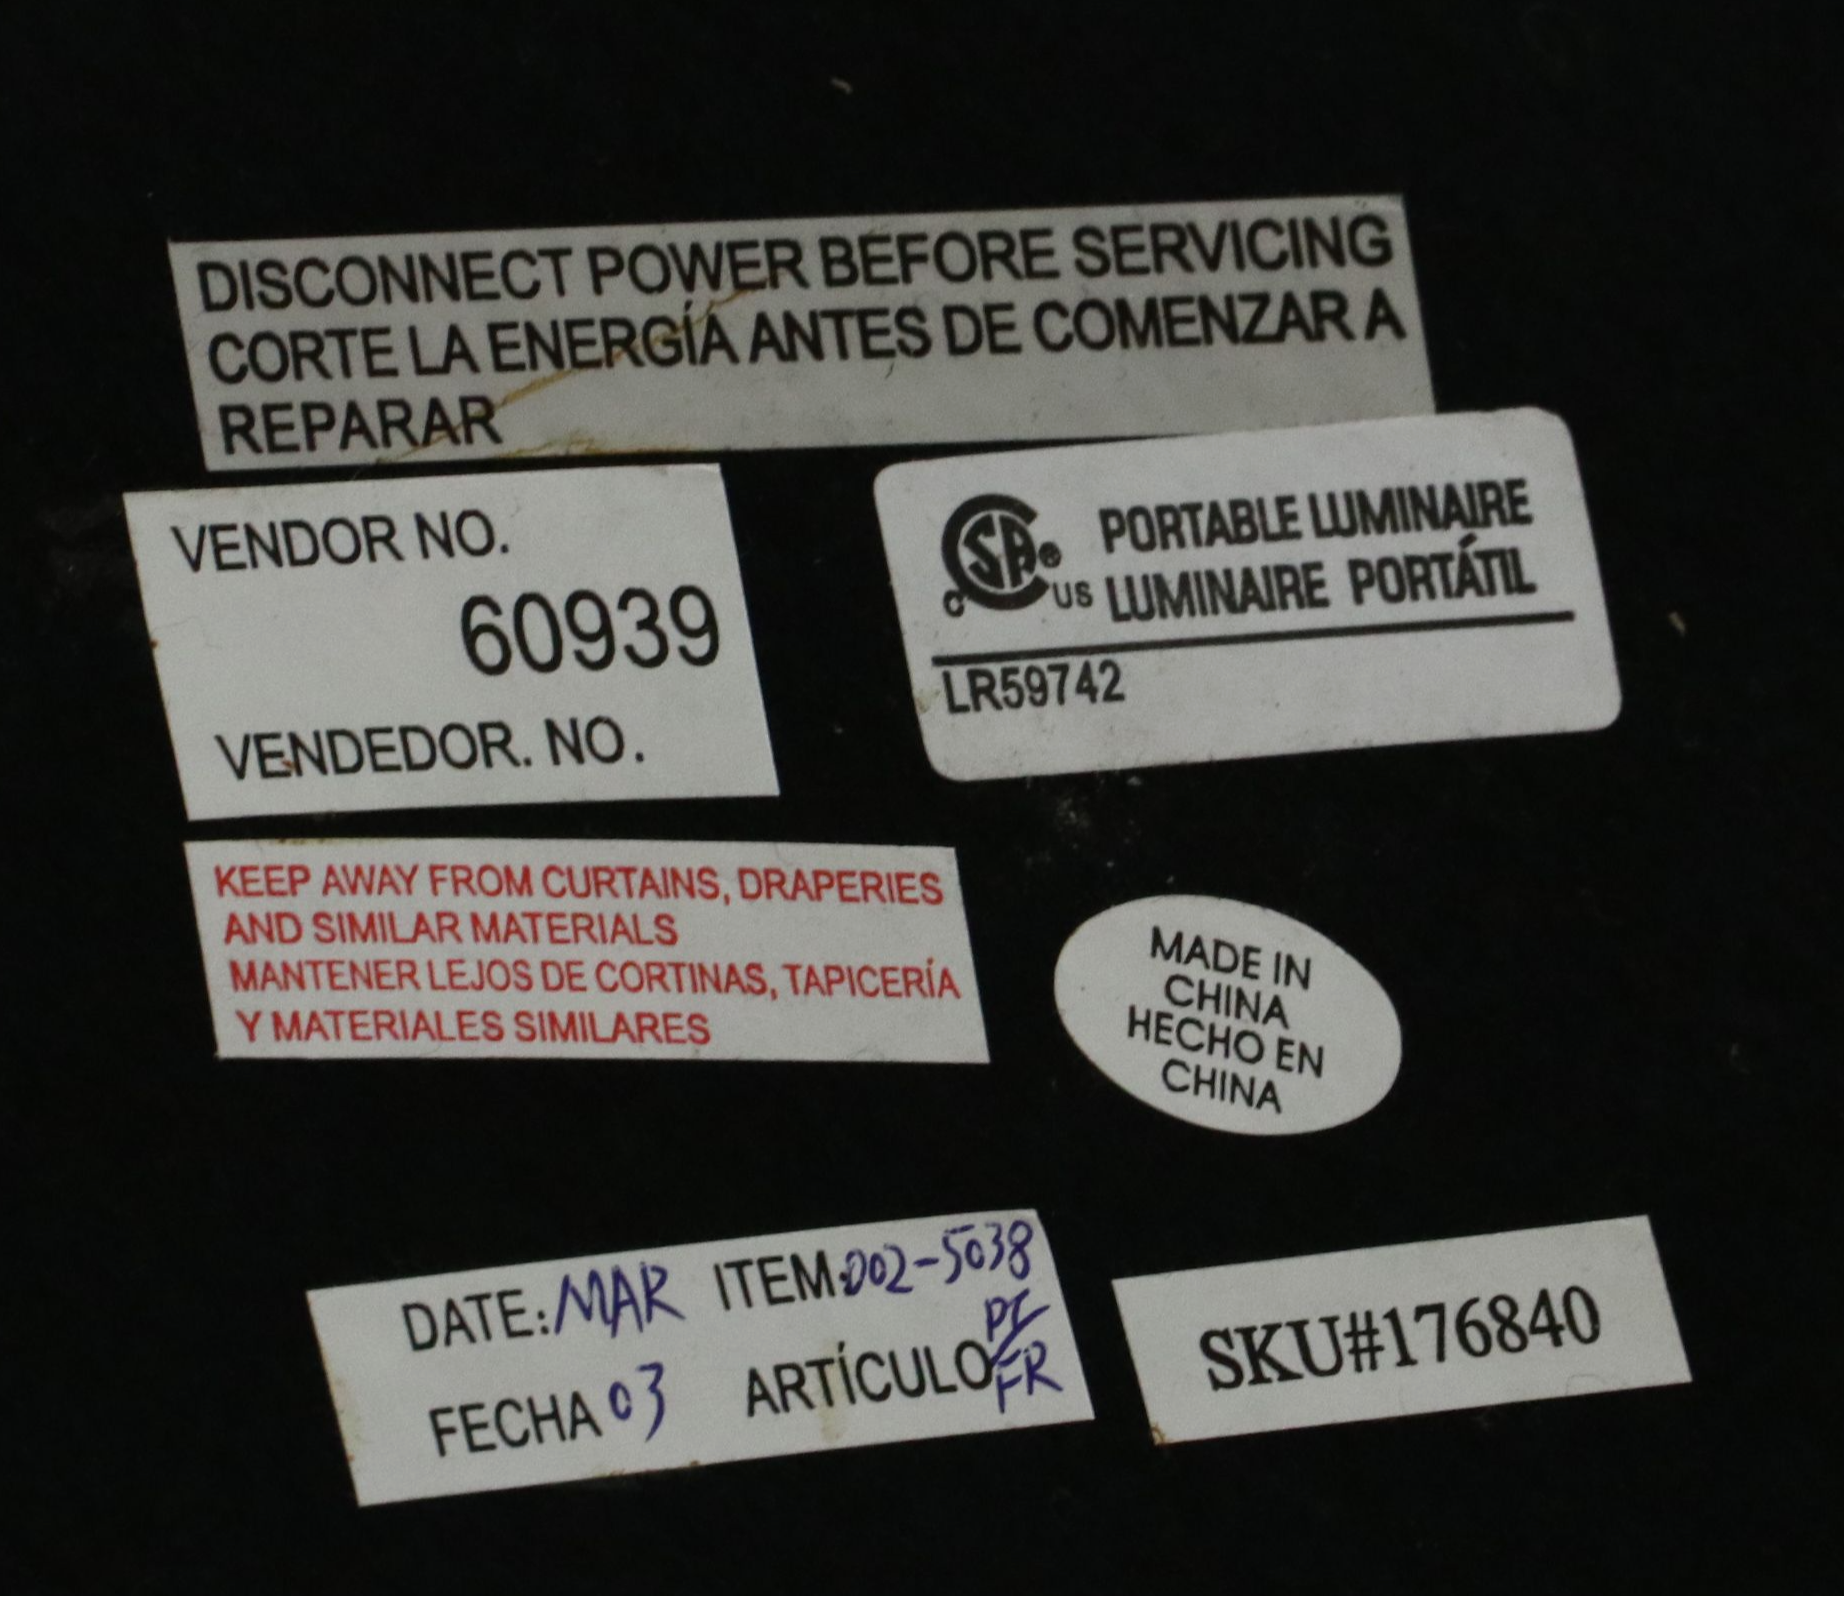 DISCONNECT POWER BEFORE SERVICING
CORTE LA ENERGÍA ANTES DE COMENZAR A
REPARAR
VENDOR NO.
60939
VENDEDOR. NO.
CSA® C US
PORTABLE LUMINAIRE
LUMINAIRE PORTÁTIL
LR59742
KEEP AWAY FROM CURTAINS, DRAPERIES
AND SIMILAR MATERIALS
MANTENER LEJOS DE CORTINAS, TAPICERÍA
Y MATERIALES SIMILARES
MADE IN
CHINA
HECHO EN
CHINA
DATE: MAR ITEM: 002-5038
FECHA 03 ARTÍCULO
FR
SKU#176840